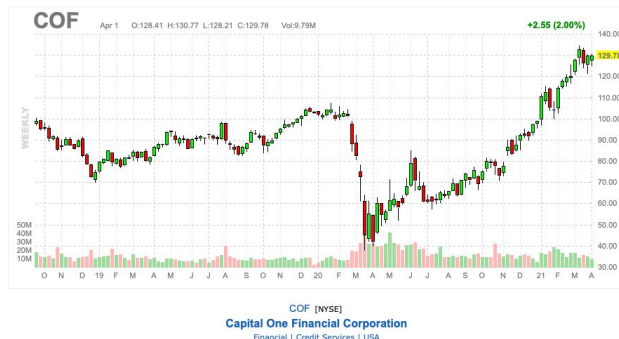 COF Apr 1 O:128.41 H:130.77 L:128.21 C:129.78 Vol:9.79M +2.55 (2.00%)
140.00
129.78
120.00
110.00
100.00
90.00
80.00
70.00
60.00
50.00
40.00
30.00
WEEKLY
50M
40M
30M
20M
10M
O N D 19 F M A M J J A S O N D 20 F M A M J J A S O N D 21 F M A
COF [NYSE]
Capital One Financial Corporation
Financial | Credit Services | USA